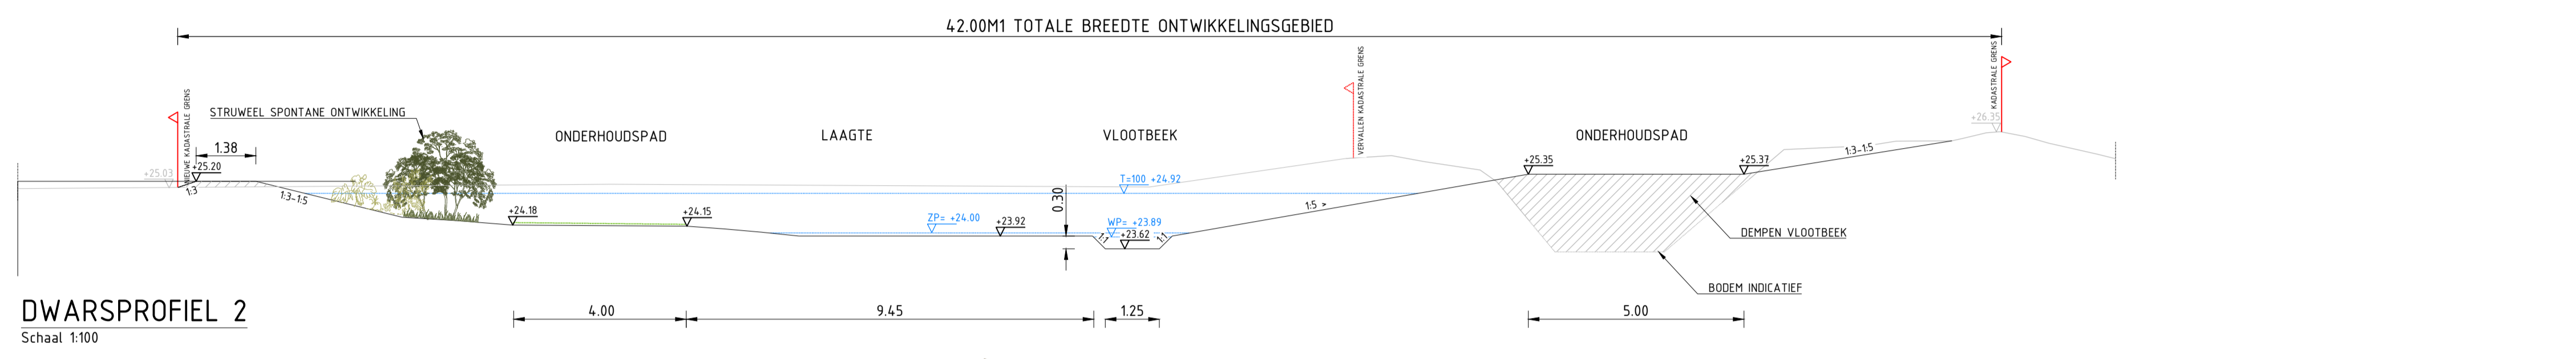 42.00M1 TOTALE BREEDTE ONTWIKKELINGSGEBIED
NIEUWE KADASTRALE GRENS
VERVALLEN KADASTRALE GRENS
KADASTRALE GRENS
STRUWEEL SPONTANE ONTWIKKELING
ONDERHOUDSPAD
LAAGTE
VLOOTBEEK
ONDERHOUDSPAD
+26.35
1.38
+25.03
+25.20
1:3
1:3-1:5
T=100 +24.92
+25.35
+25.37
1:3-1:5
0.30
+24.18
+24.15
ZP= +24.00
+23.92
WP= +23.89
+23.62
1:1
1:1
1:5 >
DEMPEN VLOOTBEEK
BODEM INDICATIEF
DWARSPROFIEL 2
Schaal 1:100
4.00
9.45
1.25
5.00